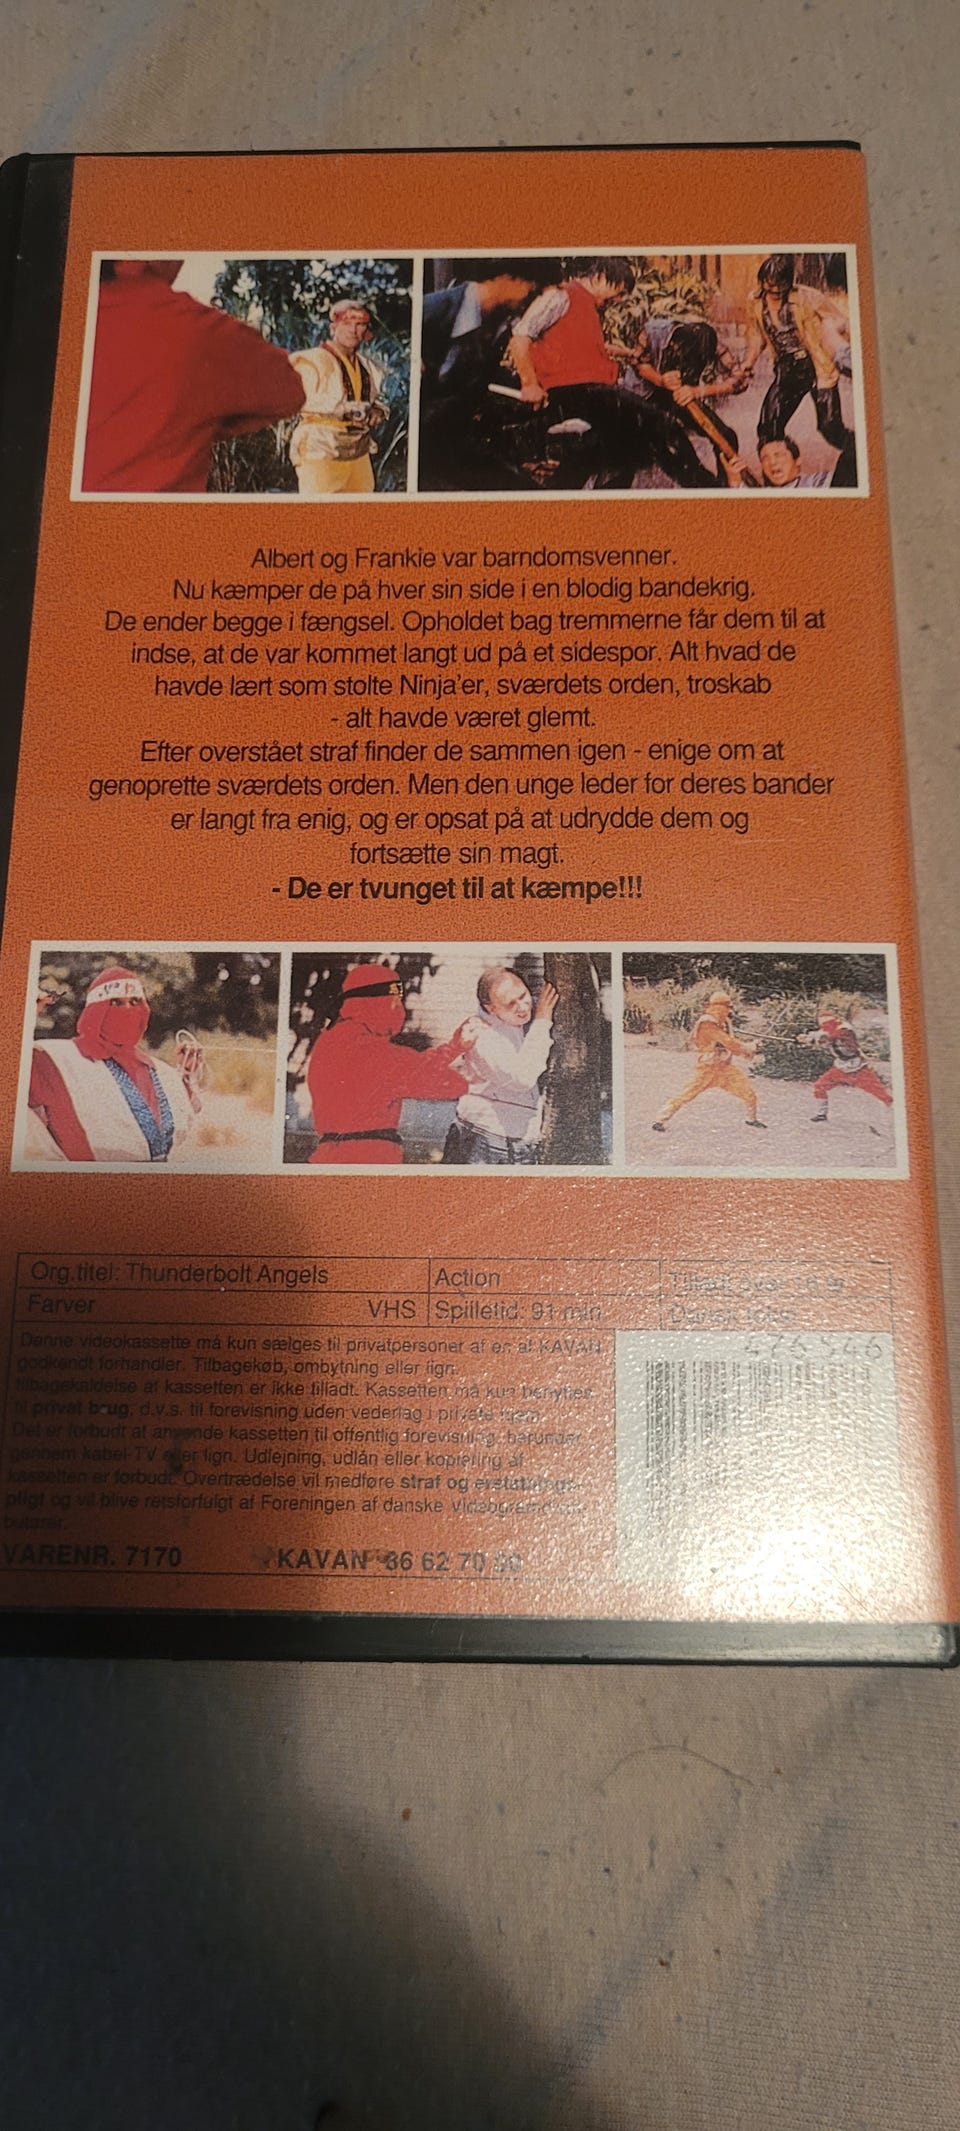 Albert og Frankie var barndomsvenner.
Nu kæmper de på hver sin side i en blodig bandekrig.
De ender begge i fængsel. Opholdet bag tremmerne får dem til at
indse, at de var kommet langt ud på et sidespor. Alt hvad de
havde lært som stolte Ninja'er, sværdets orden, troskab
- alt havde været glemt.
Efter overstået straf finder de sammen igen - enige om at
genoprette sværdets orden. Men den unge leder for deres bander
er langt fra enig, og er opsat på at udrydde dem og
fortsætte sin magt.
- De er tvunget til at kæmpe!!!
Org.titel: Thunderbolt Angels
Action
Farver VHS
Spilletid: 91 min.
Denne videokassette må kun sælges til privatpersoner af en af KAVAN
godkendt forhandler. Tilbagekøb, ombytning eller lign.
tilbagekaldelse af kassetten er ikke tilladt. Kassetten må kun benyttes
til privat brug, d.v.s. til forevisning uden vederlag i private hjem.
Det er forbudt at anvende kassetten til offentlig forevisning, herunder
gennem kabel-TV eller lign. Udlejning, udlån eller kopiering af
kassetten er forbudt. Overtrædelse vil medføre straf og erstatnings-
pligt og vil blive retsforfulgt af Foreningen af danske
VARENR. 7170 KAVAN 86 62 70